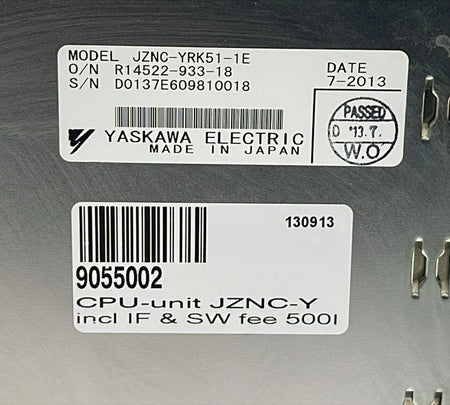 MODEL JZNC-YRK51-1E
O/N R14522-933-18
S/N D0137E609810018
DATE
7-2013
YASKAWA ELECTRIC
MADE IN JAPAN
PASSED
D '13.7.
W.O
130913
9055002
CPU-unit JZNC-Y
incl IF & SW fee 500I